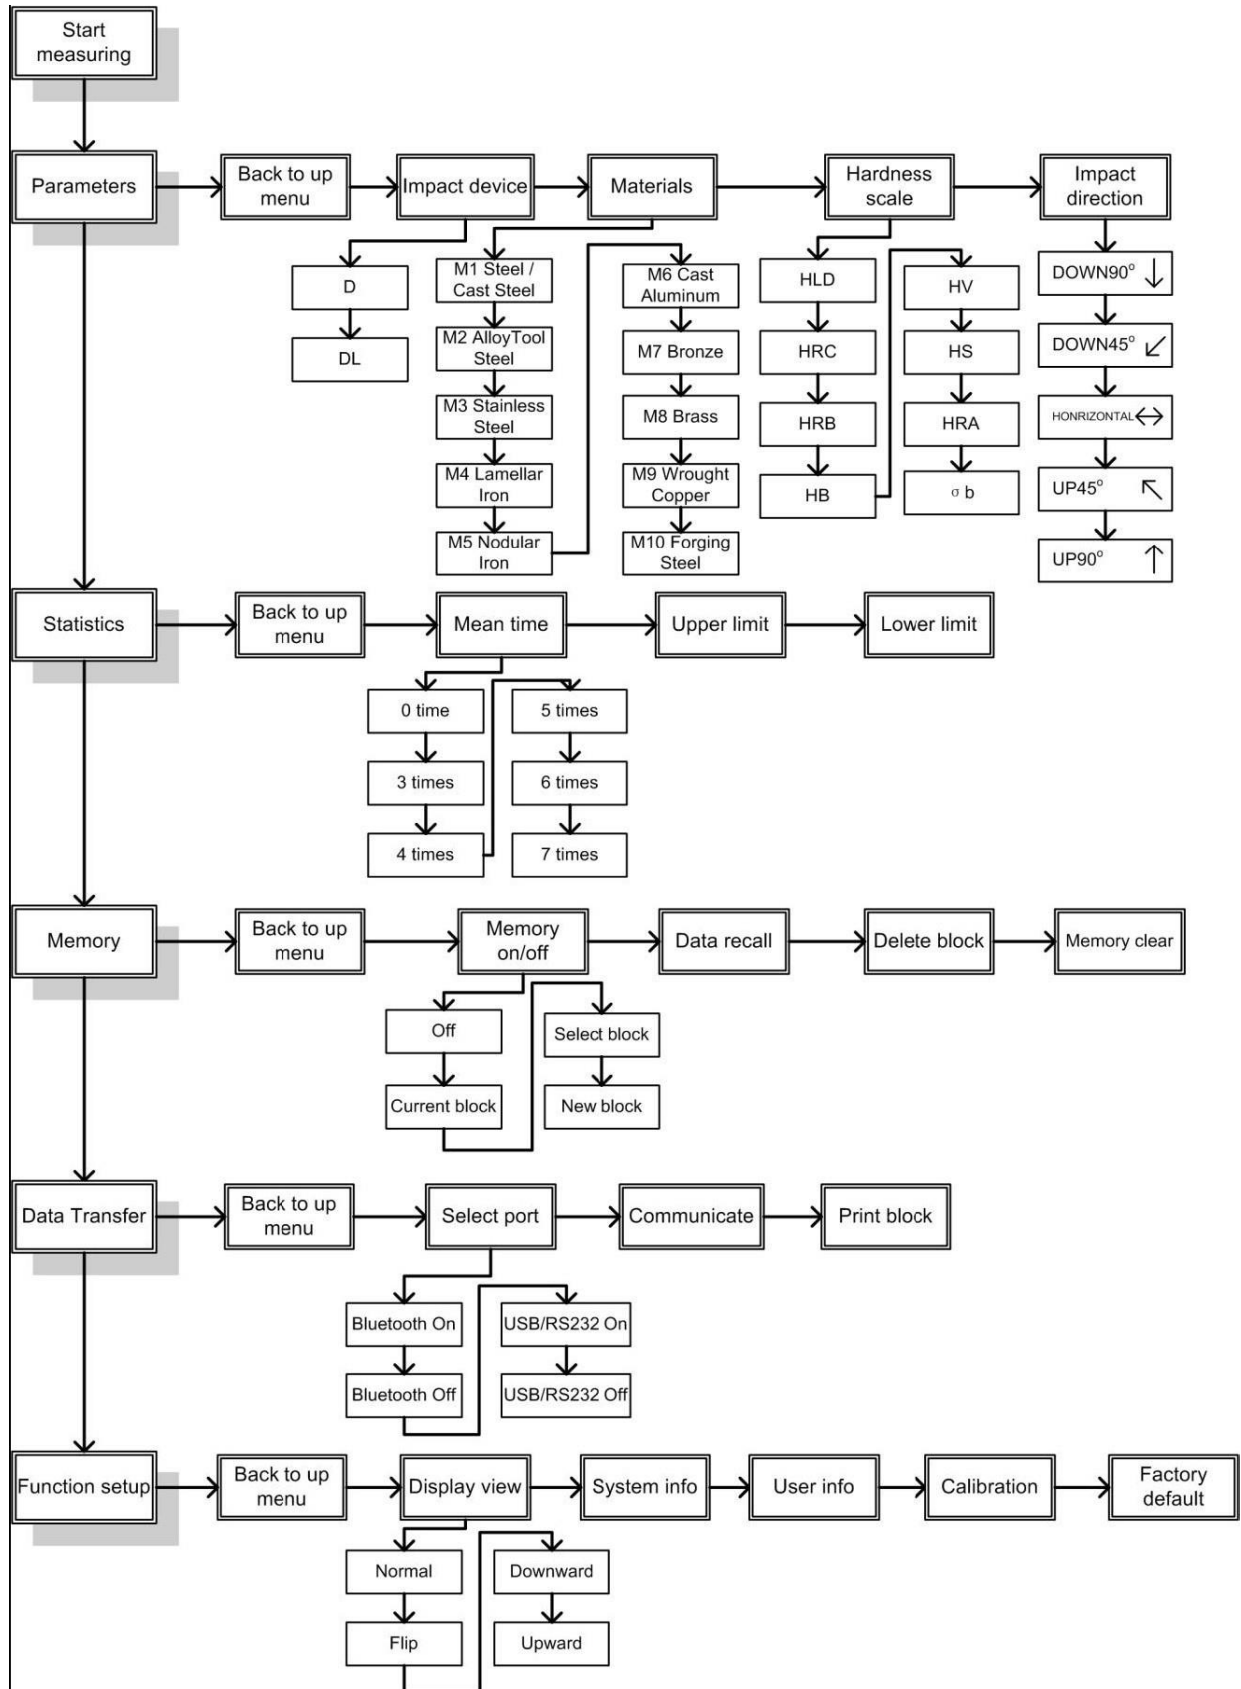 Start
measuring
Parameters
Back to up
menu
Impact device
Materials
Hardness
scale
Impact
direction
D
DL
M1 Steel /
Cast Steel
M2 AlloyTool
Steel
M3 Stainless
Steel
M4 Lamellar
Iron
M5 Nodular
Iron
M6 Cast
Aluminum
M7 Bronze
M8 Brass
M9 Wrought
Copper
M10 Forging
Steel
HLD
HRC
HRB
HB
HV
HS
HRA
σ b
DOWN90°
DOWN45°
HONRIZONTAL
UP45°
UP90°
Statistics
Back to up
menu
Mean time
Upper limit
Lower limit
0 time
3 times
4 times
5 times
6 times
7 times
Memory
Back to up
menu
Memory
on/off
Data recall
Delete block
Memory clear
Off
Current block
Select block
New block
Data Transfer
Back to up
menu
Select port
Communicate
Print block
Bluetooth On
Bluetooth Off
USB/RS232 On
USB/RS232 Off
Function setup
Back to up
menu
Display view
System info
User info
Calibration
Factory
default
Normal
Flip
Downward
Upward